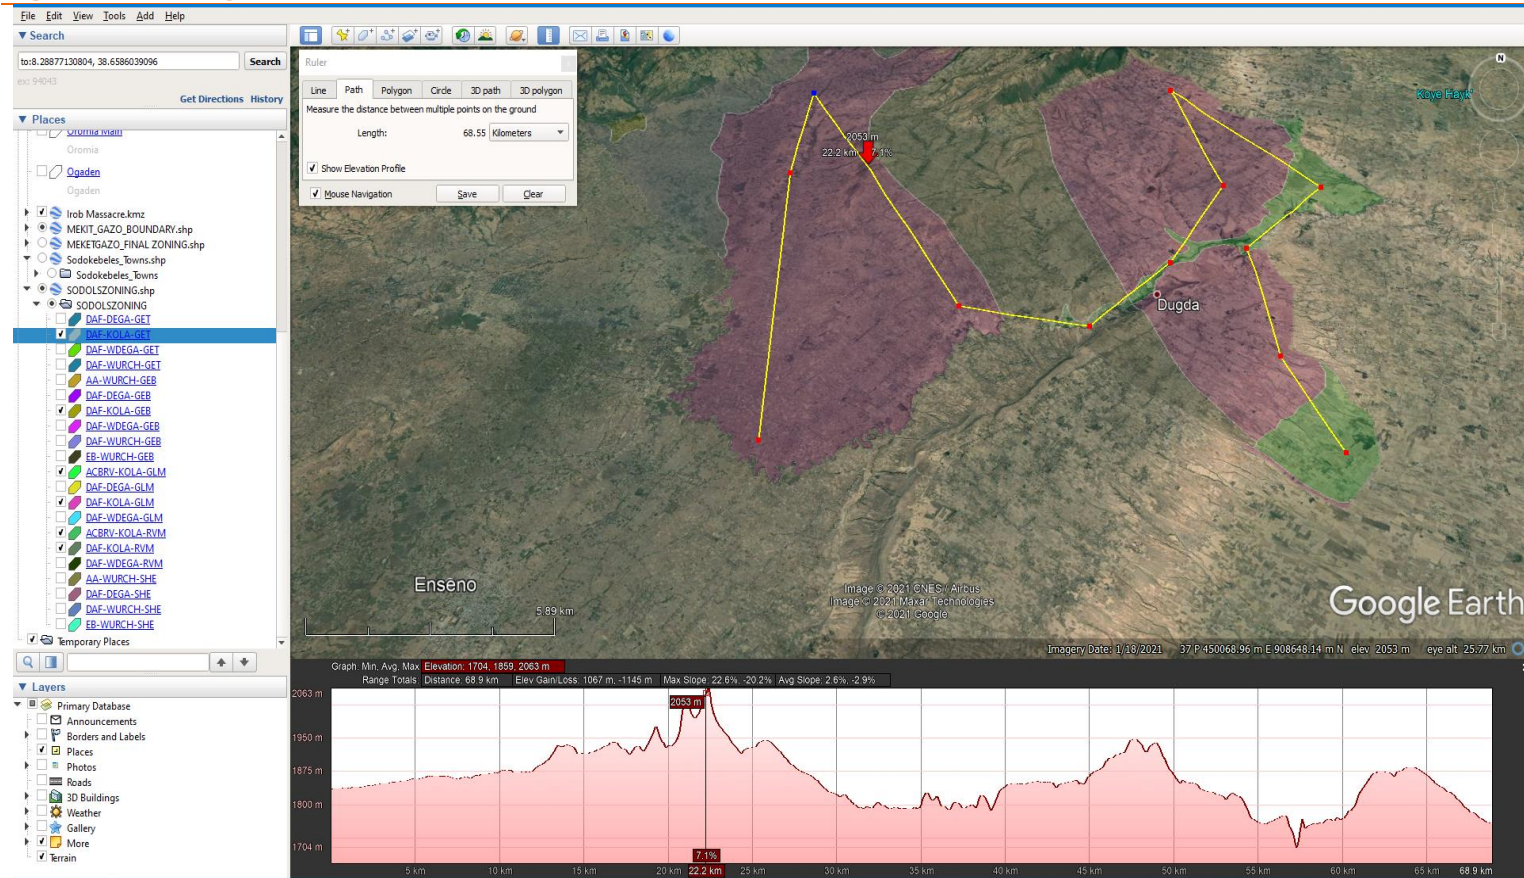 File Edit View Tools Add Help
▼ Search
to:8.28877130804, 38.6586039096 Search
ex: 94043
Get Directions History
▼ Places
Oromia Main
Oromia
Ogaden
Ogaden
Irob Massacre.kmz
MEKIT_GAZO_BOUNDARY.shp
MEKETGAZO_FINAL ZONING.shp
Sodokebeles_Towns.shp
Sodokebeles_Towns
SODOLSZONING.shp
SODOLSZONING
DAF-DEGA-GET
DAF-KOLA-GET
DAF-WDEGA-GET
DAF-WURCH-GET
AA-WURCH-GEB
DAF-DEGA-GEB
DAF-KOLA-GEB
DAF-WDEGA-GEB
DAF-WURCH-GEB
EB-WURCH-GEB
ACBRV-KOLA-GLM
DAF-DEGA-GLM
DAF-KOLA-GLM
DAF-WDEGA-GLM
ACBRV-KOLA-RVM
DAF-KOLA-RVM
DAF-WDEGA-RVM
AA-WURCH-SHE
DAF-DEGA-SHE
DAF-WURCH-SHE
EB-WURCH-SHE
Temporary Places
▼ Layers
Primary Database
Announcements
Borders and Labels
Places
Photos
Roads
3D Buildings
Weather
Gallery
More
Terrain
Ruler
Line Path Polygon Circle 3D path 3D polygon
Measure the distance between multiple points on the ground
Length: 68.55 Kilometers
Show Elevation Profile
Mouse Navigation Save Clear
N
Koye Hayk'
2053 m
22.2 km 7.1%
Dugda
Enseno
5.89 km
Image © 2021 CNES / Airbus
Image © 2021 Maxar Technologies
© 2021 Google
Google Earth
Imagery Date: 1/18/2021 37 P 450068.96 m E 908648.14 m N elev 2053 m eye alt 25.77 km
Graph: Min, Avg, Max Elevation: 1704, 1859, 2063 m
Range Totals: Distance: 68.9 km Elev Gain/Loss: 1067 m, -1145 m Max Slope: 22.6%, -20.2% Avg Slope: 2.6%, -2.9%
2063 m
2053 m
1950 m
1875 m
1800 m
1704 m
7.1%
5 km 10 km 15 km 20 km 22.2 km 25 km 30 km 35 km 40 km 45 km 50 km 55 km 60 km 65 km 68.9 km